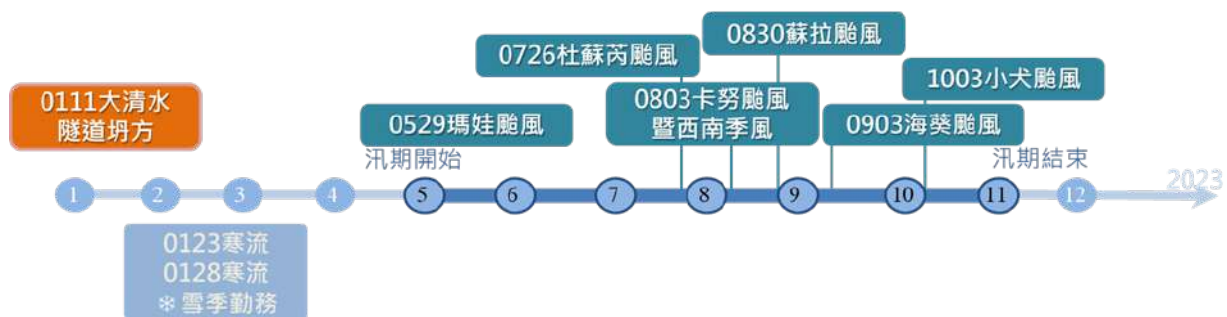 0830蘇拉颱風
0726杜蘇芮颱風
1003小犬颱風
0111大清水
隧道坍方
0803卡努颱風
暨西南季風
0529瑪娃颱風
0903海葵颱風
汛期開始
汛期結束
1 2 3 4 5 6 7 8 9 10 11 12 2023
0123寒流
0128寒流
❄雪季勤務